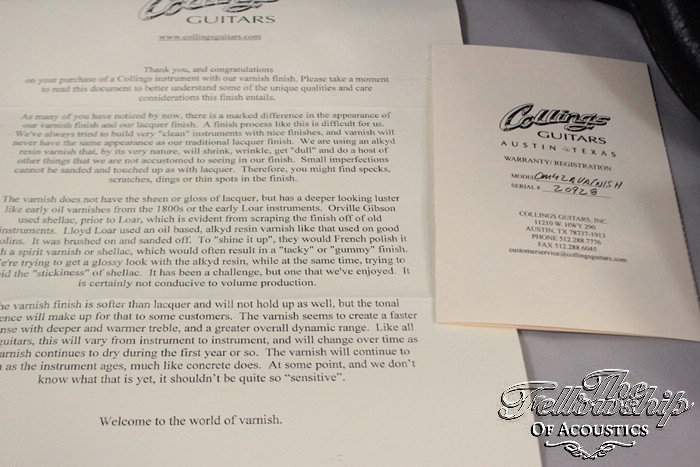 Collings
GUITARS
www.collingsguitars.com
Thank you, and congratulations
on your purchase of a Collings instrument with our varnish finish. Please take a moment
to read this document to better understand some of the unique qualities and care
considerations this finish entails.
As many of you have noticed by now, there is a marked difference in the appearance of
our varnish finish and our lacquer finish. A finish process like this is difficult for us.
We've always tried to build very "clean" instruments with nice finishes, and varnish will
never have the same appearance as our traditional lacquer finish. We are using an alkyd
resin varnish that, by its very nature, will shrink, wrinkle, get "dull" and do a host of
other things that we are not accustomed to seeing in our finish. Small imperfections
cannot be sanded and touched up as with lacquer. Therefore, you might find specks,
scratches, dings or thin spots in the finish.
The varnish does not have the sheen or gloss of lacquer, but has a deeper looking luster
like early oil varnishes from the 1800s or the early Loar instruments. Orville Gibson
used shellac, prior to Loar, which is evident from scraping the finish off of old
instruments. Lloyd Loar used an oil based, alkyd resin varnish like that used on good
olins. It was brushed on and sanded off. To "shine it up", they would French polish it
h a spirit varnish or shellac, which would often result in a "tacky" or "gummy" finish.
e're trying to get a glossy look with the alkyd resin, while at the same time, trying to
oid the "stickiness" of shellac. It has been a challenge, but one that we've enjoyed. It
is certainly not conducive to volume production.
he varnish finish is softer than lacquer and will not hold up as well, but the tonal
ence will make up for that to some customers. The varnish seems to create a faster
nse with deeper and warmer treble, and a greater overall dynamic range. Like all
guitars, this will vary from instrument to instrument, and will change over time as
arnish continues to dry during the first year or so. The varnish will continue to
n as the instrument ages, much like concrete does. At some point, and we don't
know what that is yet, it shouldn't be quite so "sensitive".
Welcome to the world of varnish.
Collings
GUITARS
AUSTIN TEXAS
WARRANTY/REGISTRATION
MODEL OM42AVARNISH
SERIAL # 20928
COLLINGS GUITARS, INC.
11210 W. HWY 290
AUSTIN, TX 78737-1913
PHONE 512.288.7776
FAX 512.288.6045
customerservice@collingsguitars.com
The
Fellowship
OF ACOUSTICS